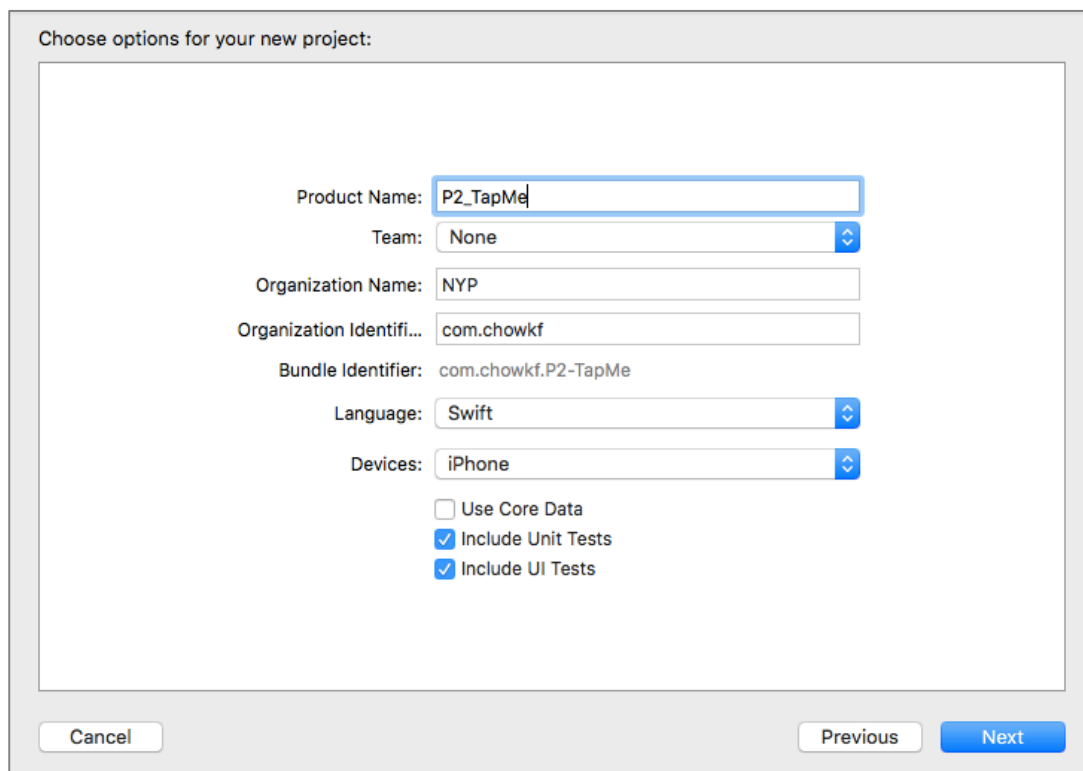 Choose options for your new project:
Product Name: P2_TapMe
Team: None
Organization Name: NYP
Organization Identifi... com.chowkf
Bundle Identifier: com.chowkf.P2-TapMe
Language: Swift
Devices: iPhone
Use Core Data
Include Unit Tests
Include UI Tests
Cancel Previous Next